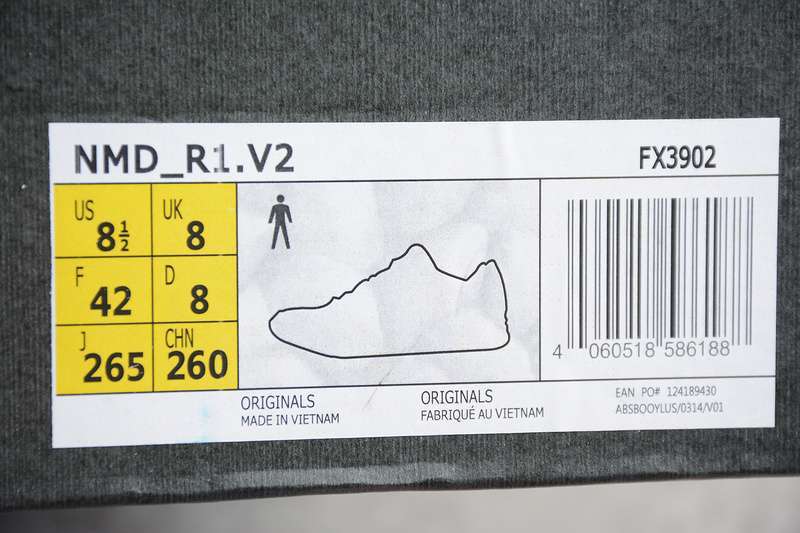 NMD_R1.V2
FX3902
US 8½
UK 8
F 42
D 8
J 265
CHN 260
4 060518 586188
ORIGINALS
MADE IN VIETNAM
ORIGINALS
FABRIQUÉ AU VIETNAM
EAN PO# 124189430
ABSBOOYLUS/0314/V01